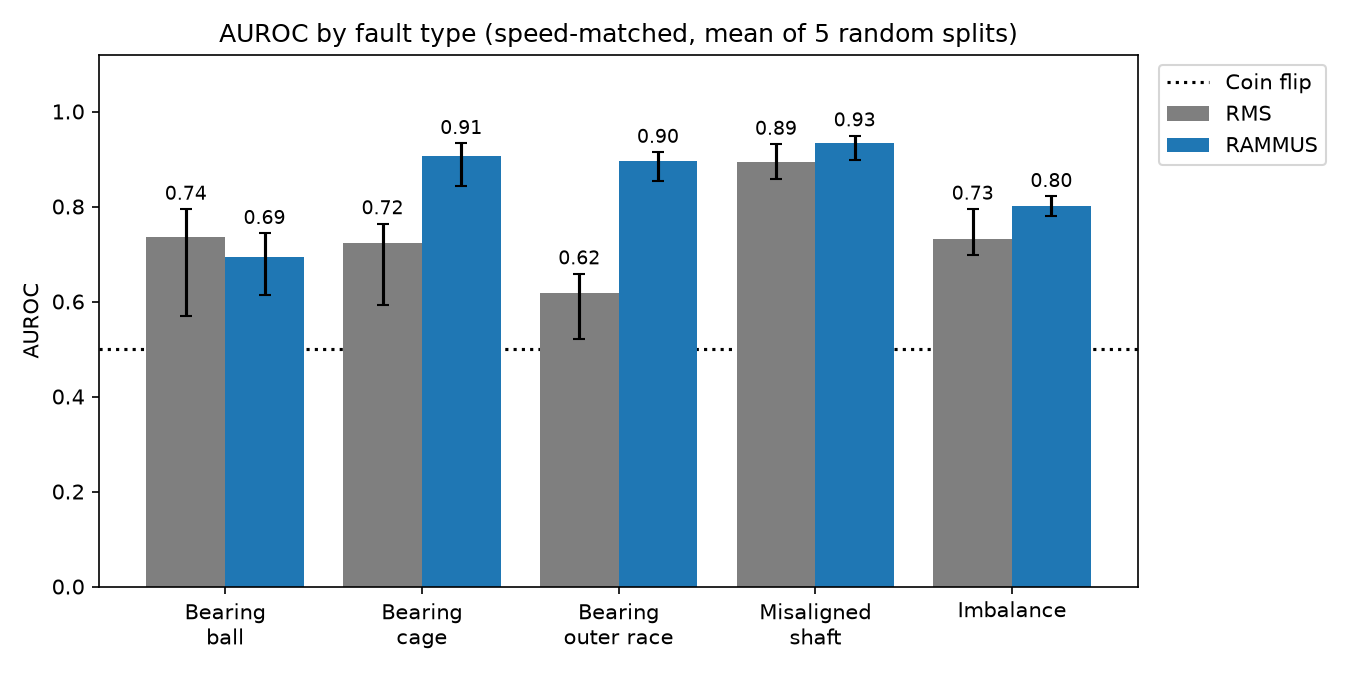 AUROC by fault type (speed-matched, mean of 5 random splits)
Coin flip
RMS
RAMMUS
AUROC
1.0
0.8
0.6
0.4
0.2
0.0
0.74
0.69
0.72
0.91
0.62
0.90
0.89
0.93
0.73
0.80
Bearing
ball
Bearing
cage
Bearing
outer race
Misaligned
shaft
Imbalance